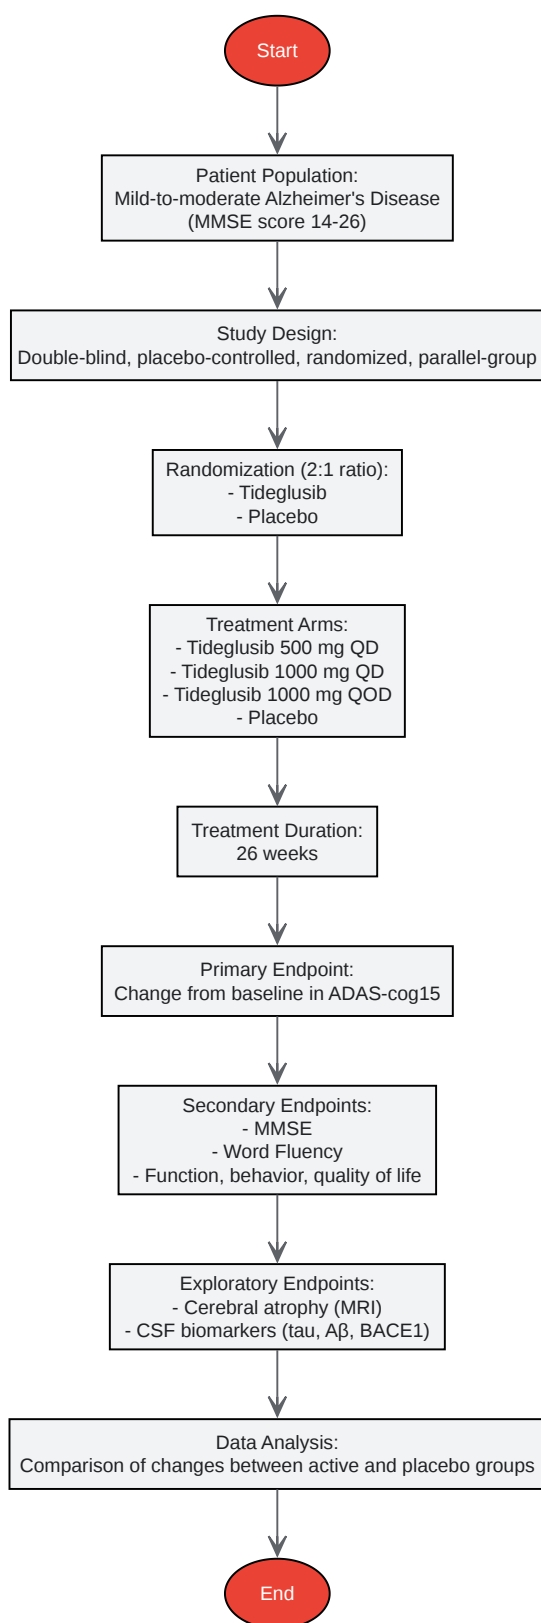 Start
Patient Population:
Mild-to-moderate Alzheimer's Disease
(MMSE score 14-26)
Study Design:
Double-blind, placebo-controlled, randomized, parallel-group
Randomization (2:1 ratio):
- Tideglusib
- Placebo
Treatment Arms:
- Tideglusib 500 mg QD
- Tideglusib 1000 mg QD
- Tideglusib 1000 mg QOD
- Placebo
Treatment Duration:
26 weeks
Primary Endpoint:
Change from baseline in ADAS-cog15
Secondary Endpoints:
- MMSE
- Word Fluency
- Function, behavior, quality of life
Exploratory Endpoints:
- Cerebral atrophy (MRI)
- CSF biomarkers (tau, Aβ, BACE1)
Data Analysis:
Comparison of changes between active and placebo groups
End